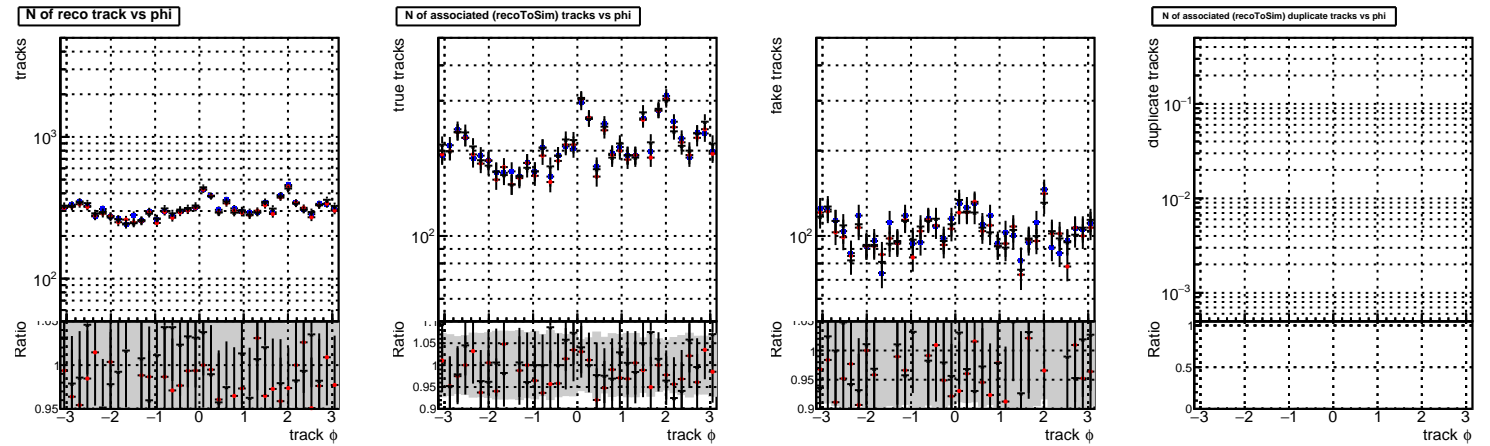 N of reco track vs phi
tracks
10³
10²
Ratio
1.05
1
0.95
−3 −2 −1 0 1 2 3
track ϕ
N of associated (recoToSim) tracks vs phi
true tracks
10²
Ratio
1.1
1.05
1
0.95
0.9
−3 −2 −1 0 1 2 3
track ϕ
fake tracks
10²
Ratio
1
0.95
0.9
−3 −2 −1 0 1 2 3
track ϕ
N of associated (recoToSim) duplicate tracks vs phi
duplicate tracks
10⁻¹
10⁻²
10⁻³
Ratio
1
0.5
0
−3 −2 −1 0 1 2 3
track ϕ